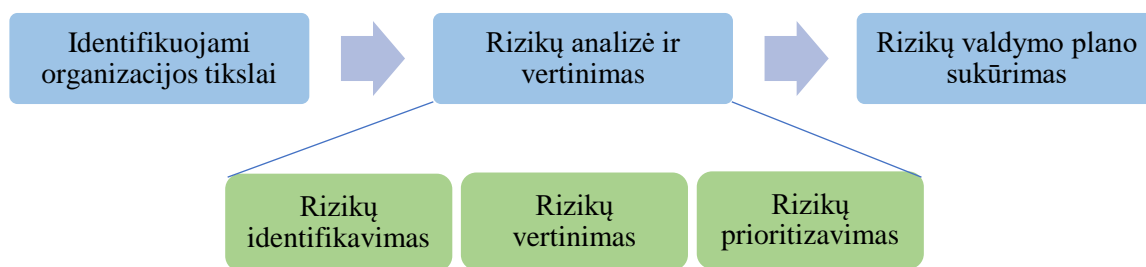 Identifikuojami
organizacijos tikslai
Rizikų analizė ir
vertinimas
Rizikų valdymo plano
sukūrimas
Rizikų
identifikavimas
Rizikų
vertinimas
Rizikų
prioritizavimas